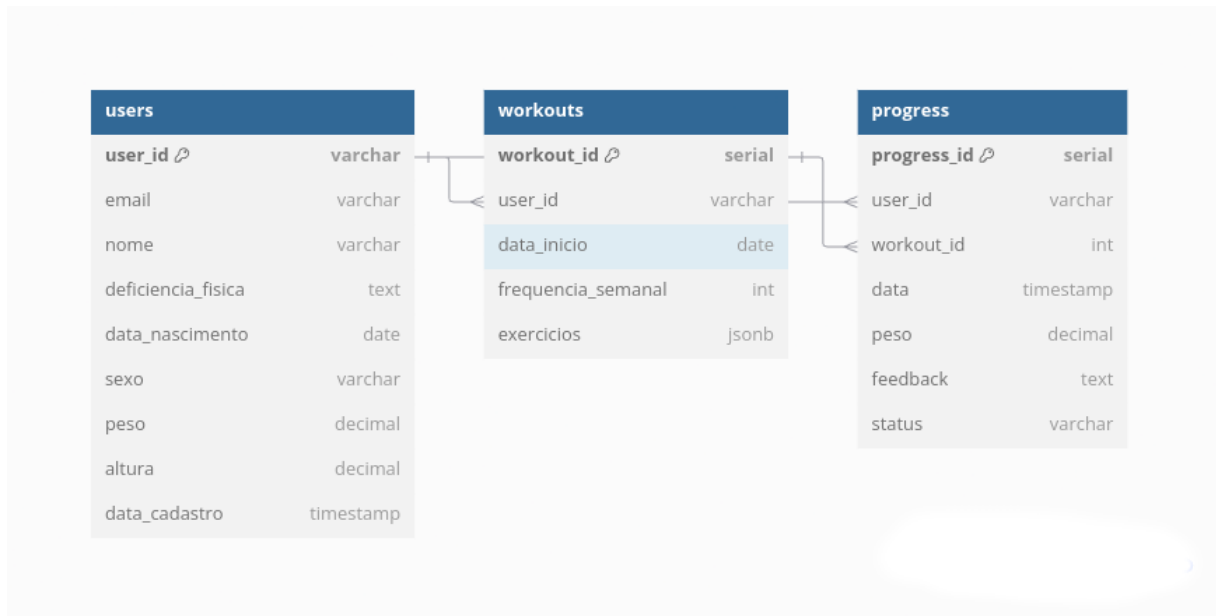 users
user_id varchar
email varchar
nome varchar
deficiencia_fisica text
data_nascimento date
sexo varchar
peso decimal
altura decimal
data_cadastro timestamp
workouts
workout_id serial
user_id varchar
data_inicio date
frequencia_semanal int
exercicios jsonb
progress
progress_id serial
user_id varchar
workout_id int
data timestamp
peso decimal
feedback text
status varchar